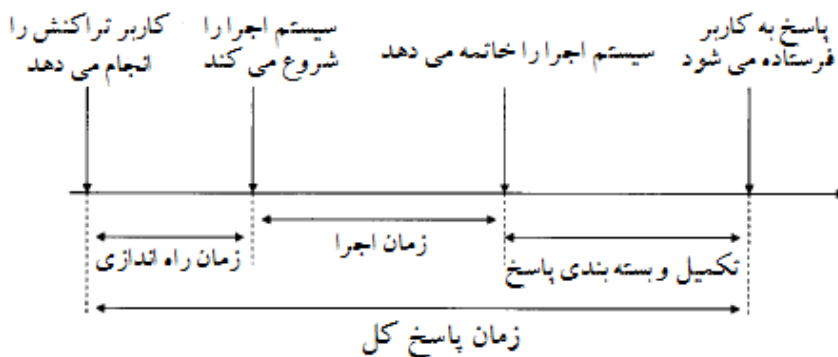 کاربر تراکنش را
انجام می دهد
سیستم اجرا را
شروع می کند
سیستم اجرا را خاتمه می دهد
پاسخ به کاربر
فرستاده می شود
زمان راه اندازی
زمان اجرا
تکمیل و بسته بندی پاسخ
زمان پاسخ کل